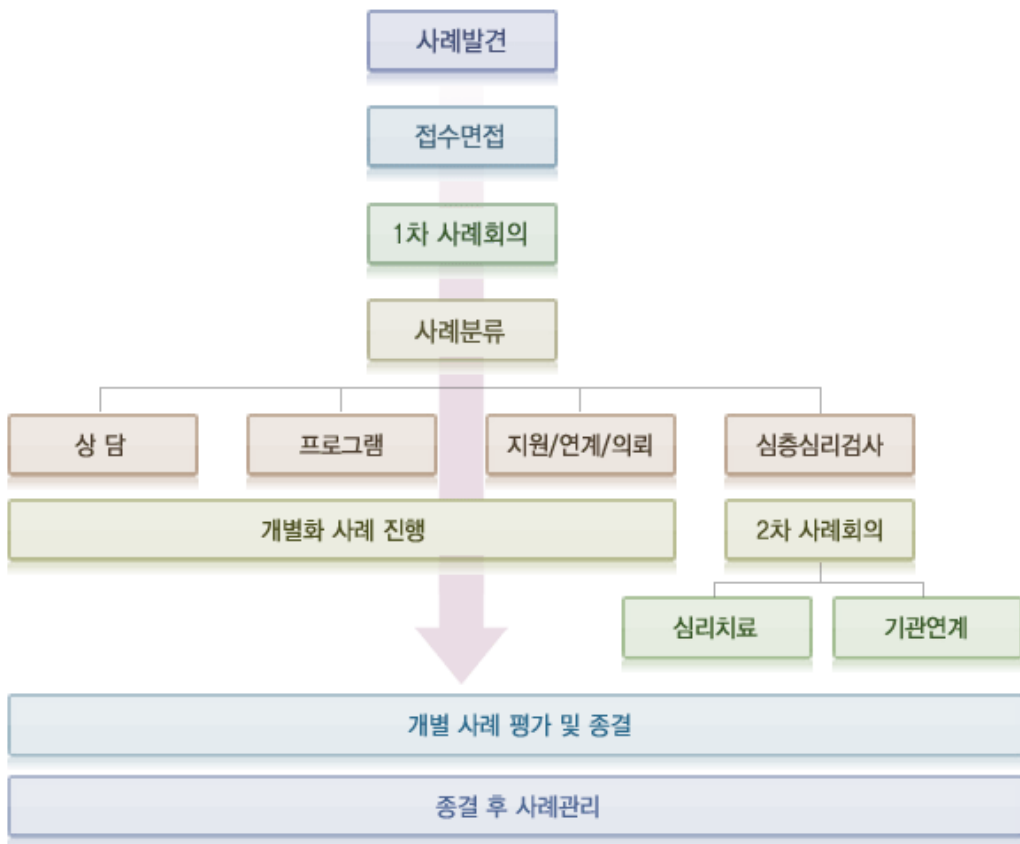 사례발견
접수면접
1차 사례회의
사례분류
상 담
프로그램
지원/연계/의뢰
심층심리검사
개별화 사례 진행
2차 사례회의
심리치료
기관연계
개별 사례 평가 및 종결
종결 후 사례관리